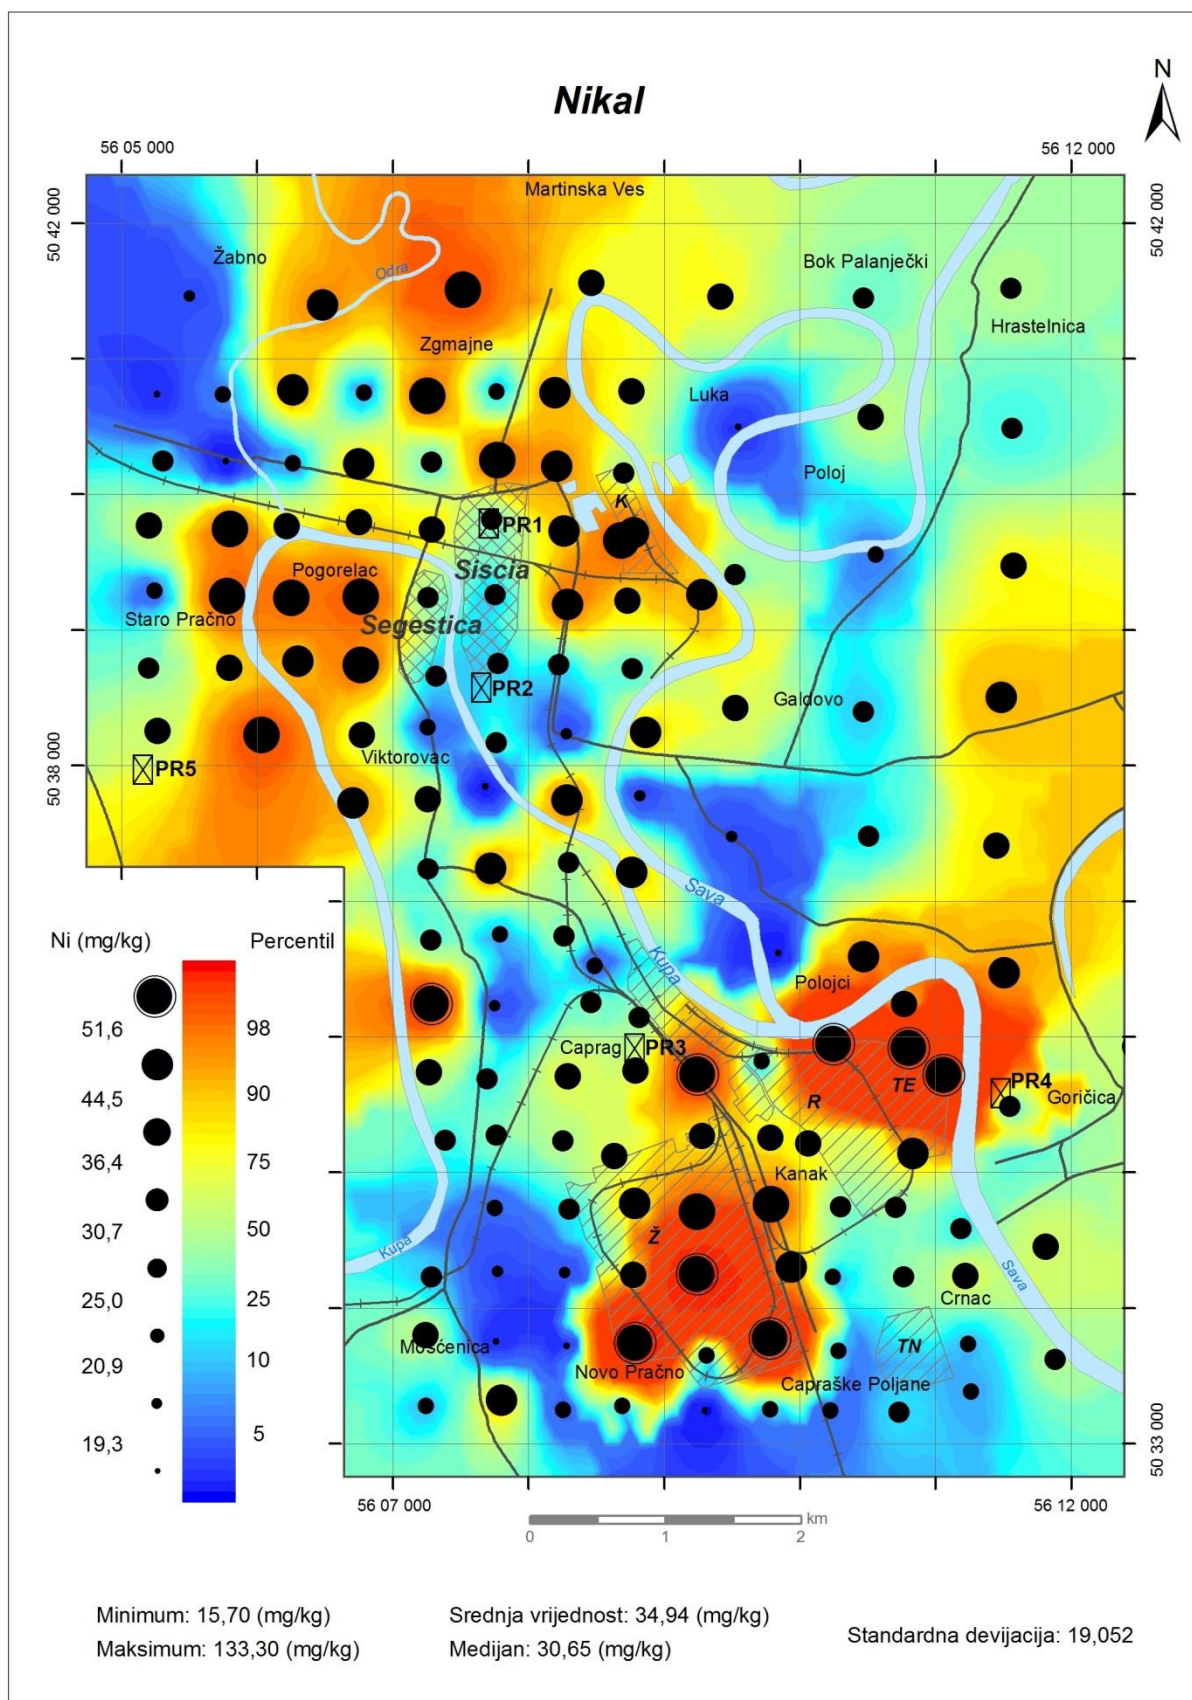 N
Nikal
56 05 000
56 12 000
Martinska Ves
50 42 000
50 42 000
Žabno
Odra
Bok Palanječki
Hrastelnica
Zgmajne
Luka
Poloj
K
PR1
Siscia
Pogorelac
Staro Pračno
Segestica
PR2
Galdovo
Viktorovac
PR5
50 38 000
50 38 000
Sava
Ni (mg/kg)
Percentil
Kupa
Polojci
51,6
98
Caprag
PR3
TE
PR4
R
Goričica
44,5
90
36,4
75
Kanak
30,7
50
Ž
Kupa
Sava
25,0
25
Crnac
Mošćenica
TN
20,9
10
Novo Pračno
Capraške Poljane
19,3
5
50 33 000
56 07 000
56 12 000
km
0
1
2
Minimum: 15,70 (mg/kg)
Srednja vrijednost: 34,94 (mg/kg)
Maksimum: 133,30 (mg/kg)
Medijan: 30,65 (mg/kg)
Standardna devijacija: 19,052